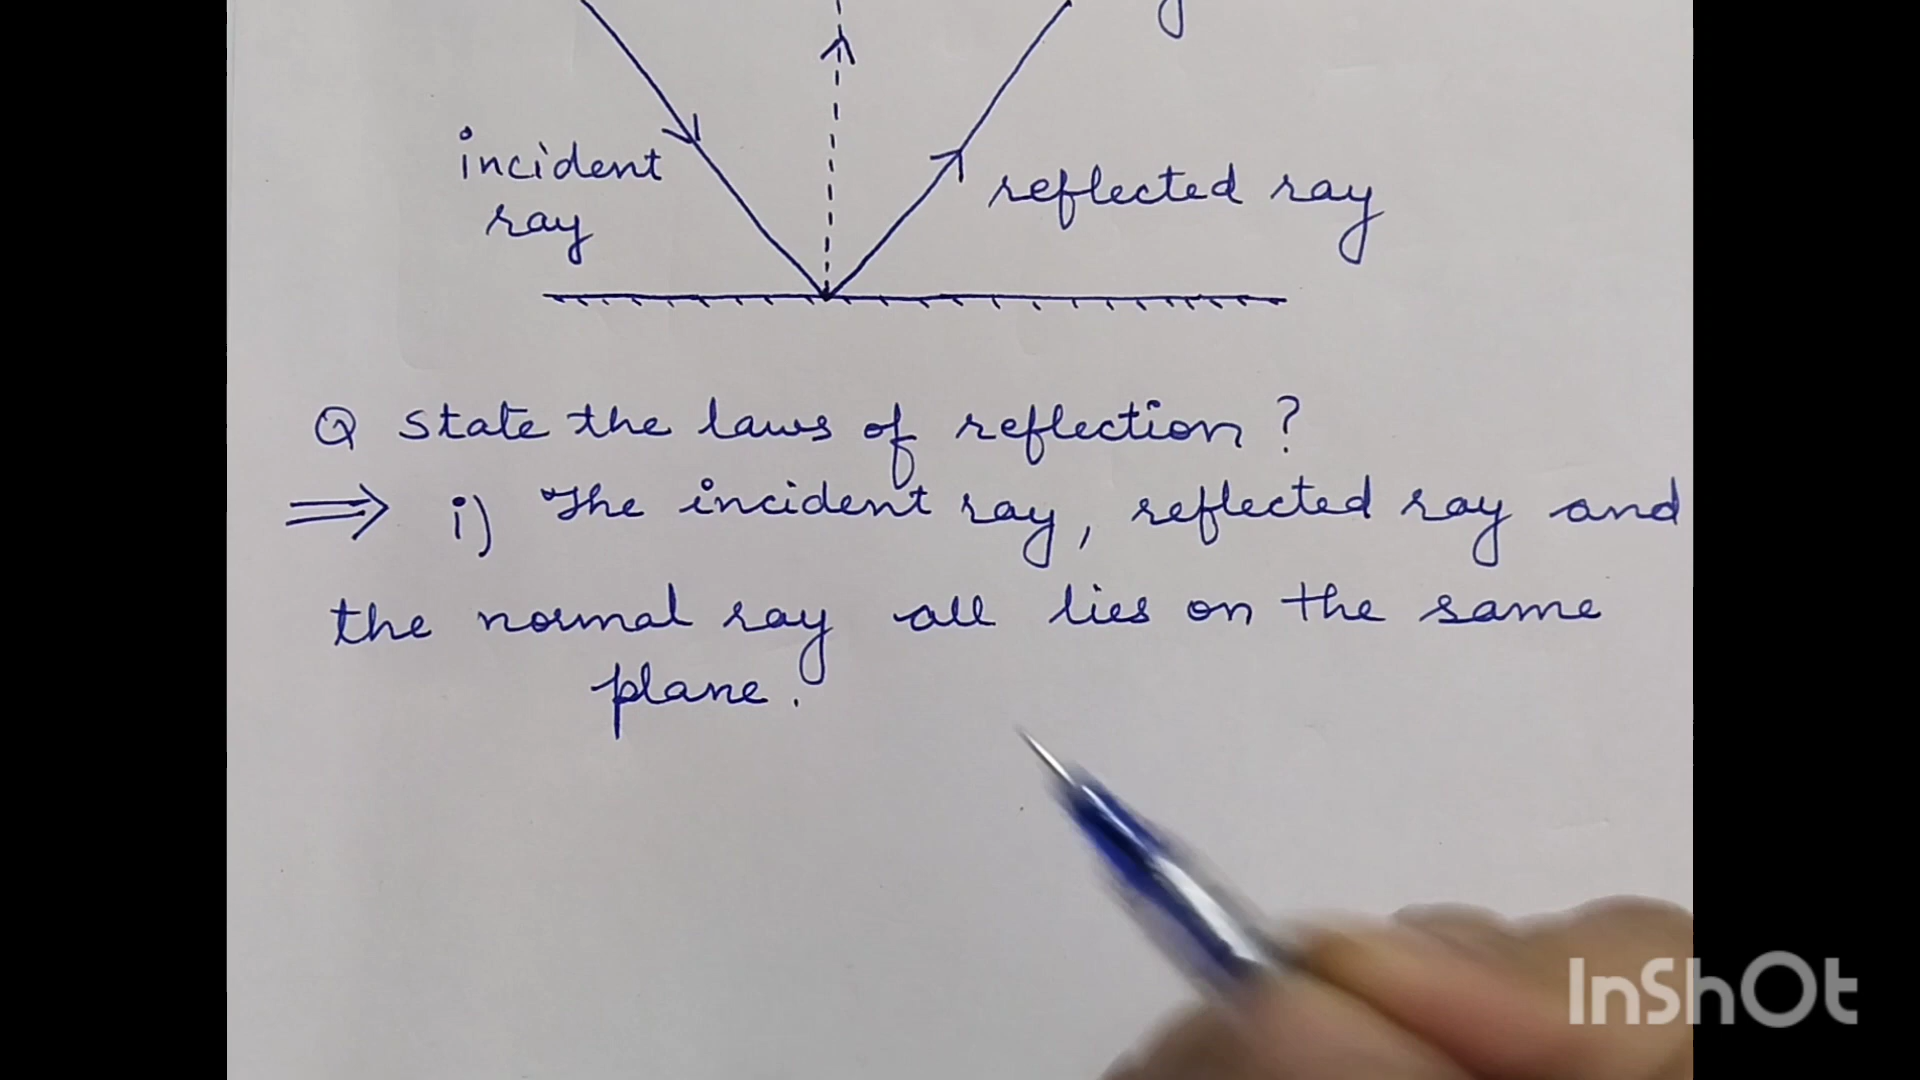 incident
ray
reflected ray
Q state the laws of reflection?
⇒ i) The incident ray, reflected ray and
the normal ray all lies on the same
plane.
InShOt